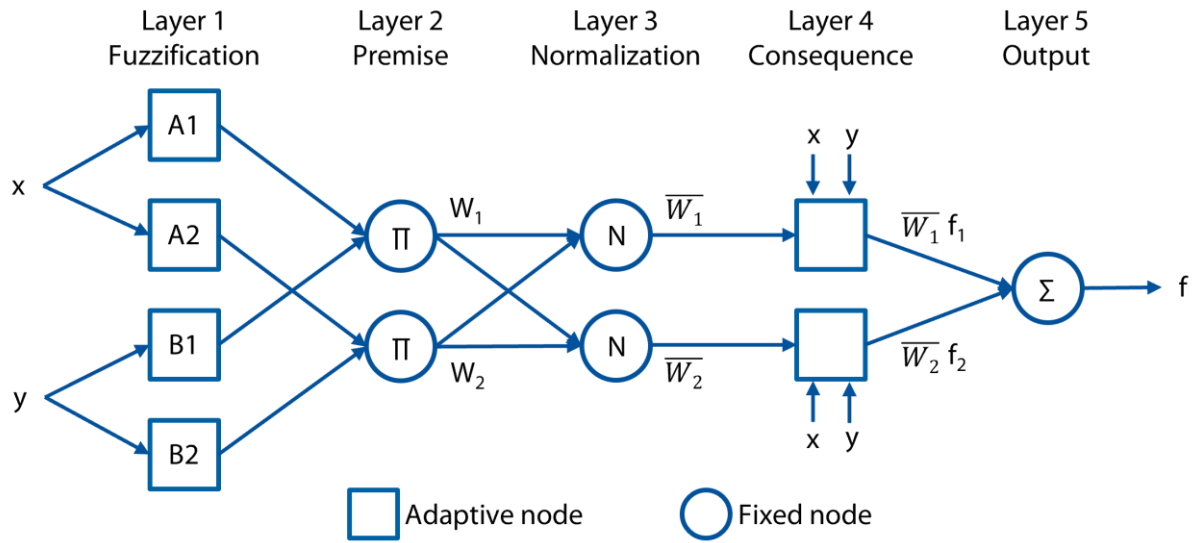 Layer 1
Fuzzification
Layer 2
Premise
Layer 3
Normalization
Layer 4
Consequence
Layer 5
Output
x
y
A1
A2
B1
B2
Π
Π
W₁
W₂
N
N
W̅₁
W̅₂
x y
x y
W̅₁ f₁
W̅₂ f₂
Σ
f
Adaptive node
Fixed node